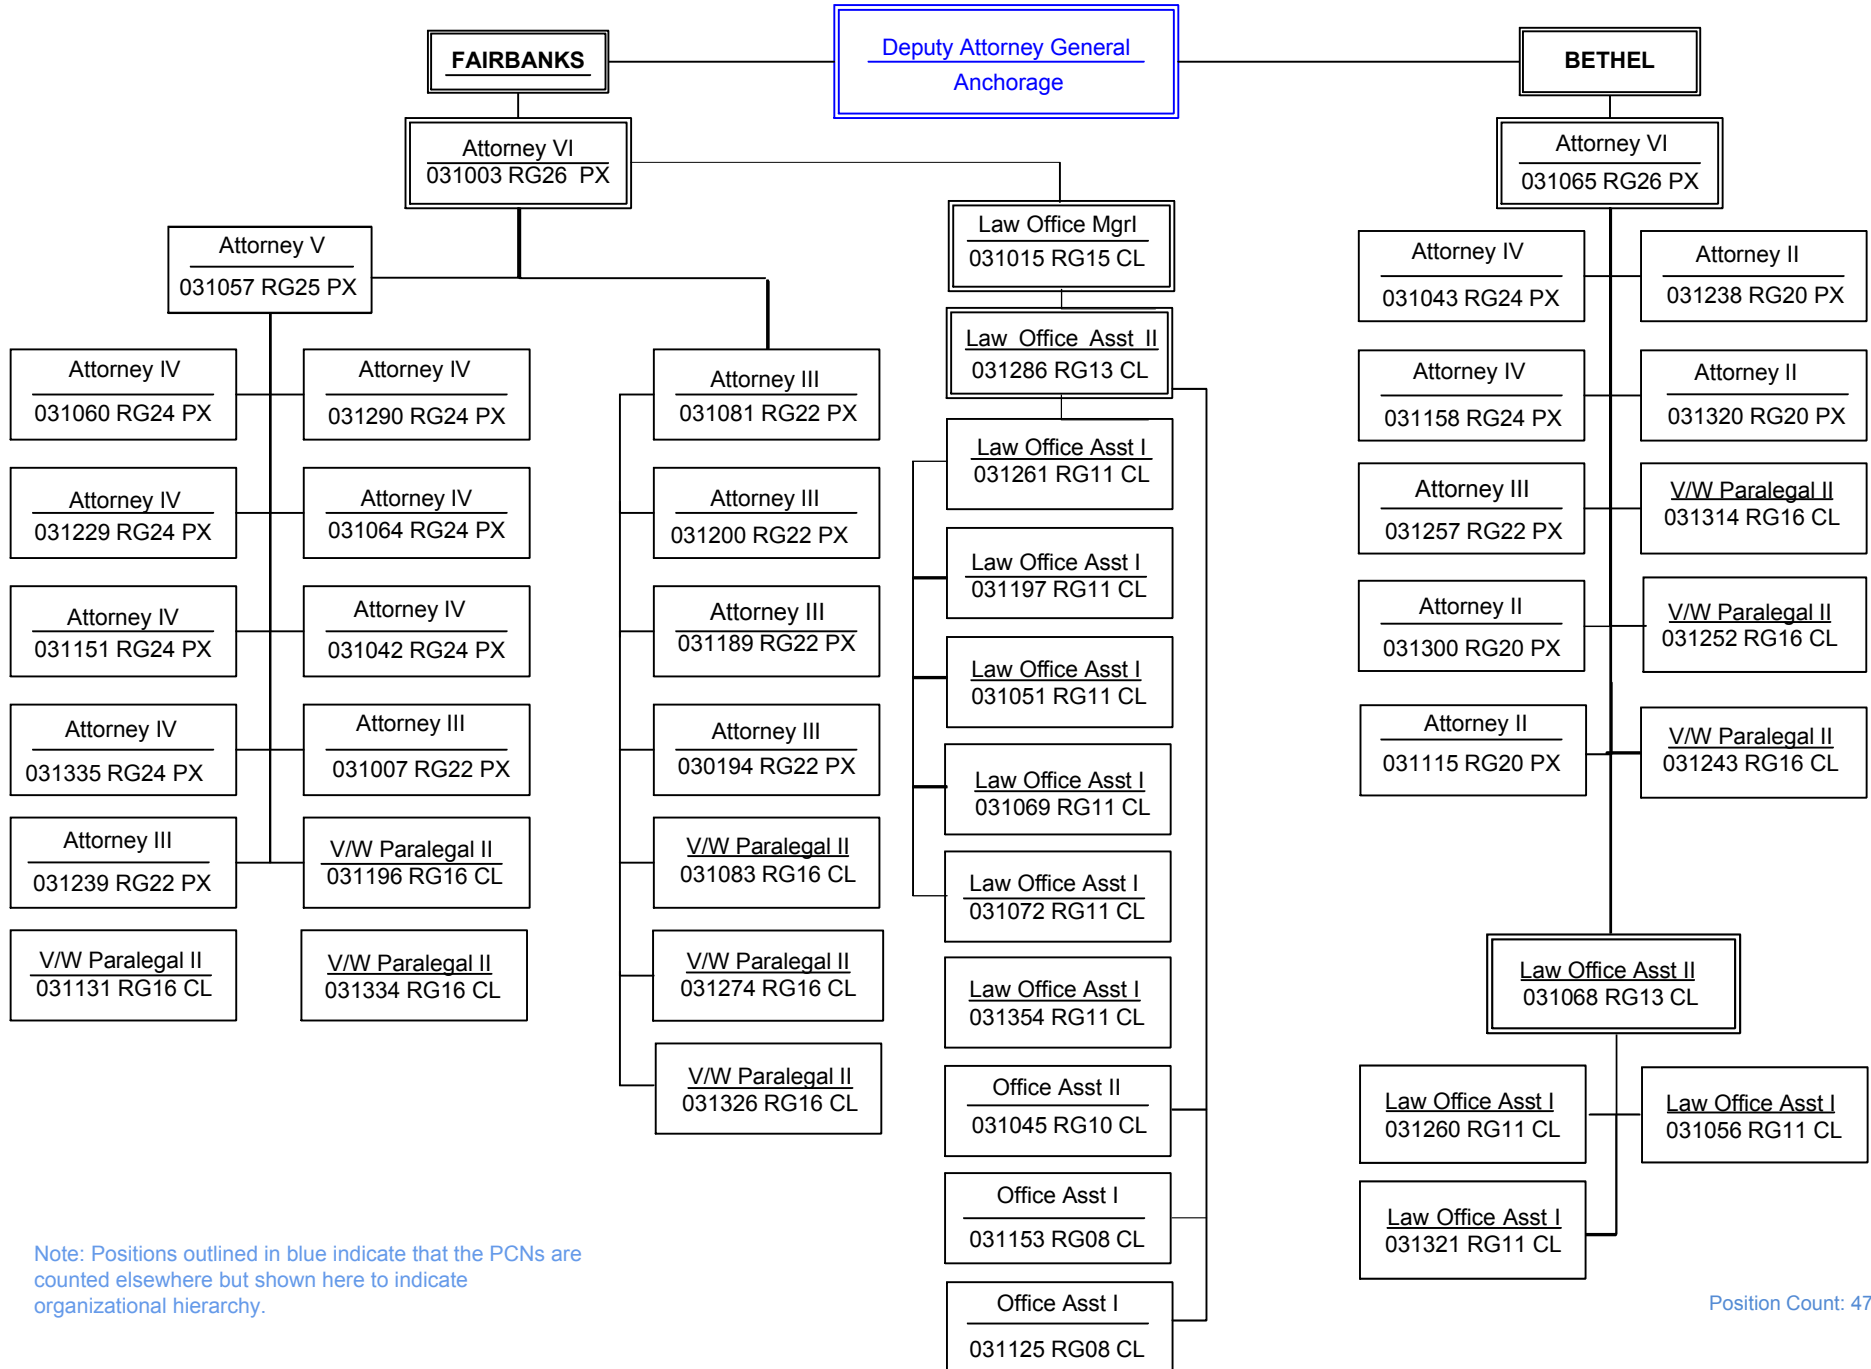 FAIRBANKS
Deputy Attorney General
Anchorage
BETHEL
Attorney VI
031003 RG26 PX
Attorney V
031057 RG25 PX
Attorney IV
031060 RG24 PX
Attorney IV
031290 RG24 PX
Attorney IV
031229 RG24 PX
Attorney IV
031064 RG24 PX
Attorney IV
031151 RG24 PX
Attorney IV
031042 RG24 PX
Attorney IV
031335 RG24 PX
Attorney III
031007 RG22 PX
Attorney III
031239 RG22 PX
V/W Paralegal II
031196 RG16 CL
V/W Paralegal II
031131 RG16 CL
V/W Paralegal II
031334 RG16 CL
Attorney III
031081 RG22 PX
Attorney III
031200 RG22 PX
Attorney III
031189 RG22 PX
Attorney III
030194 RG22 PX
V/W Paralegal II
031083 RG16 CL
V/W Paralegal II
031274 RG16 CL
V/W Paralegal II
031326 RG16 CL
Law Office MgrI
031015 RG15 CL
Law Office Asst II
031286 RG13 CL
Law Office Asst I
031261 RG11 CL
Law Office Asst I
031197 RG11 CL
Law Office Asst I
031051 RG11 CL
Law Office Asst I
031069 RG11 CL
Law Office Asst I
031072 RG11 CL
Law Office Asst I
031354 RG11 CL
Office Asst II
031045 RG10 CL
Office Asst I
031153 RG08 CL
Office Asst I
031125 RG08 CL
Attorney VI
031065 RG26 PX
Attorney IV
031043 RG24 PX
Attorney II
031238 RG20 PX
Attorney IV
031158 RG24 PX
Attorney II
031320 RG20 PX
Attorney III
031257 RG22 PX
V/W Paralegal II
031314 RG16 CL
Attorney II
031300 RG20 PX
V/W Paralegal II
031252 RG16 CL
Attorney II
031115 RG20 PX
V/W Paralegal II
031243 RG16 CL
Law Office Asst II
031068 RG13 CL
Law Office Asst I
031260 RG11 CL
Law Office Asst I
031056 RG11 CL
Law Office Asst I
031321 RG11 CL
Note: Positions outlined in blue indicate that the PCNs are
counted elsewhere but shown here to indicate
organizational hierarchy.
Position Count: 47